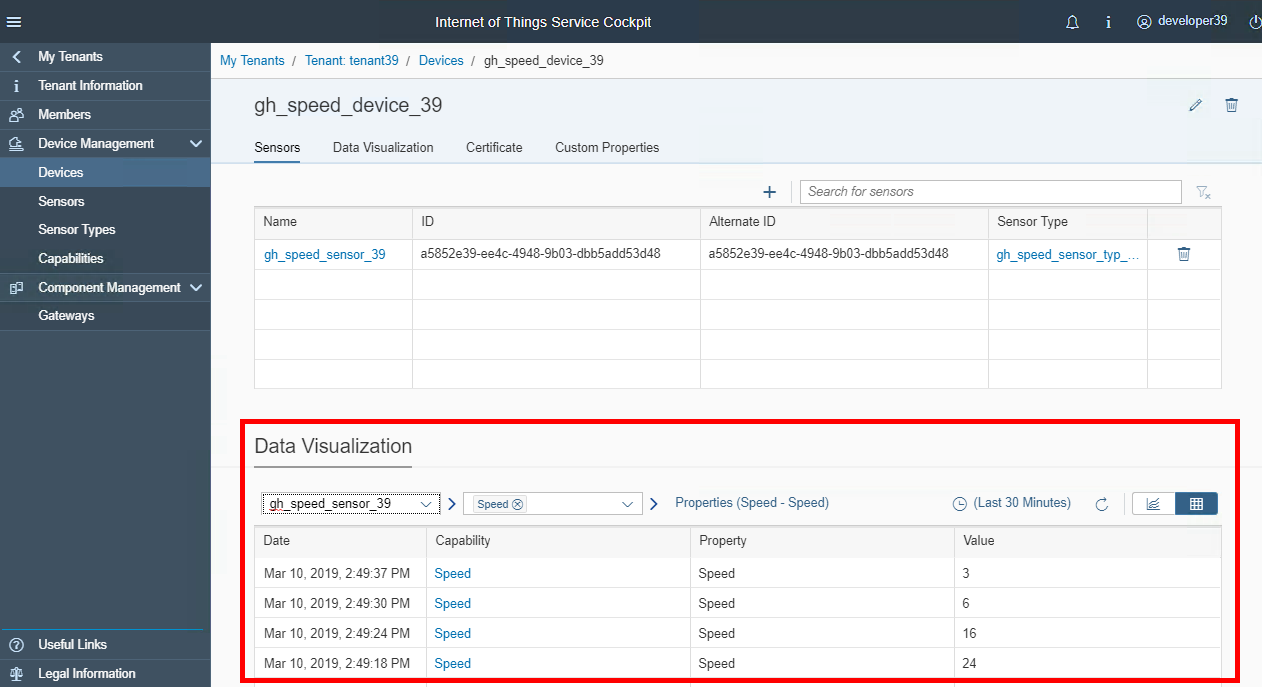 Internet of Things Service Cockpit
developer39
My Tenants
Tenant Information
Members
Device Management
Devices
Sensors
Sensor Types
Capabilities
Component Management
Gateways
Useful Links
Legal Information
My Tenants / Tenant: tenant39 / Devices / gh_speed_device_39
gh_speed_device_39
Sensors Data Visualization Certificate Custom Properties
Search for sensors
Name ID Alternate ID Sensor Type
gh_speed_sensor_39 a5852e39-ee4c-4948-9b03-dbb5add53d48 a5852e39-ee4c-4948-9b03-dbb5add53d48 gh_speed_sensor_typ_...
Data Visualization
gh_speed_sensor_39 Speed Properties (Speed - Speed) (Last 30 Minutes)
Date Capability Property Value
Mar 10, 2019, 2:49:37 PM Speed Speed 3
Mar 10, 2019, 2:49:30 PM Speed Speed 6
Mar 10, 2019, 2:49:24 PM Speed Speed 16
Mar 10, 2019, 2:49:18 PM Speed Speed 24